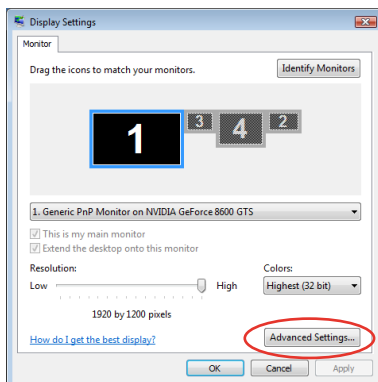 Display Settings
Monitor
Drag the icons to match your monitors.
Identify Monitors
1
3
4
2
1. Generic PnP Monitor on NVIDIA GeForce 8600 GTS
This is my main monitor
Extend the desktop onto this monitor
Resolution:
Colors:
Low
High
Highest (32 bit)
1920 by 1200 pixels
How do I get the best display?
Advanced Settings...
OK
Cancel
Apply